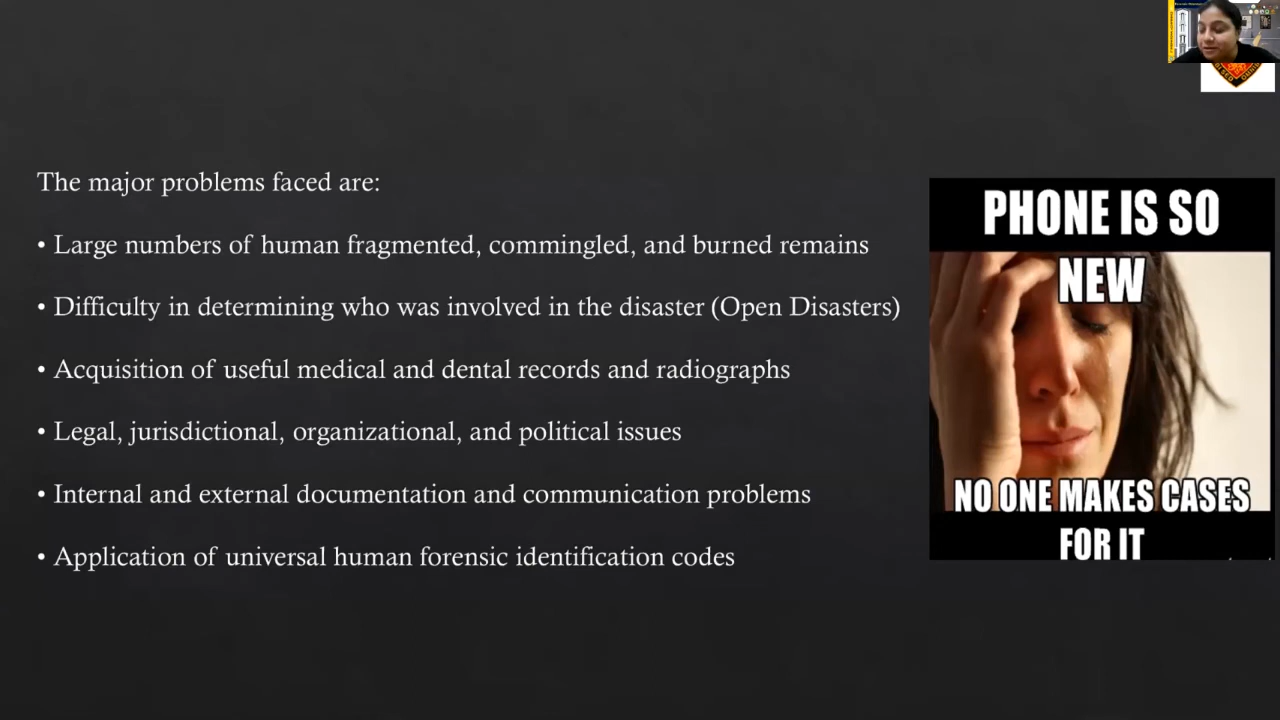 The major problems faced are:
• Large numbers of human fragmented, commingled, and burned remains
• Difficulty in determining who was involved in the disaster (Open Disasters)
• Acquisition of useful medical and dental records and radiographs
• Legal, jurisdictional, organizational, and political issues
• Internal and external documentation and communication problems
• Application of universal human forensic identification codes
PHONE IS SO
NEW
NO ONE MAKES CASES
FOR IT